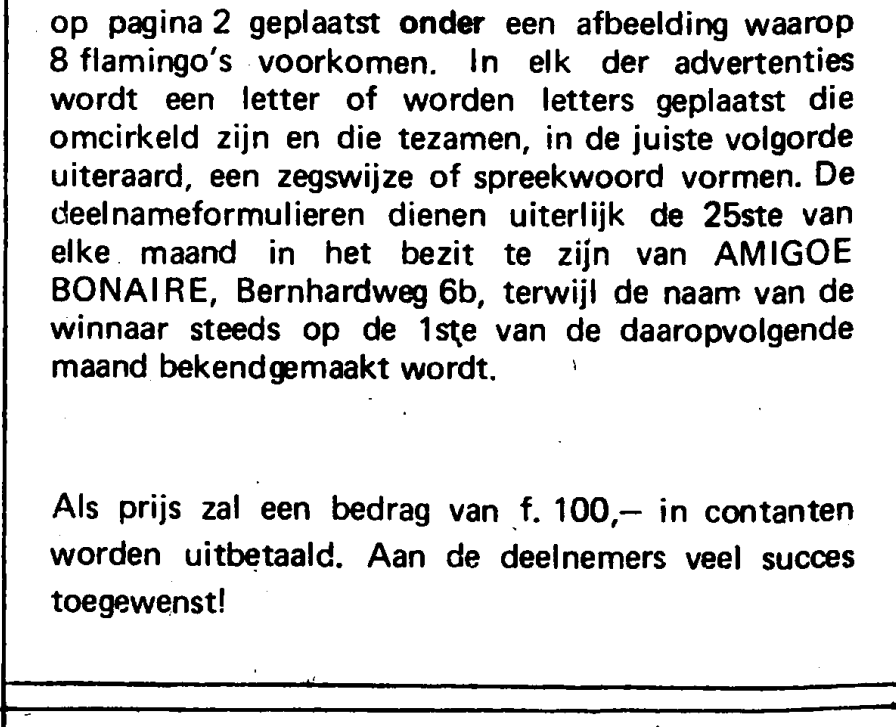 op pagina 2 geplaatst onder een afbeelding waarop
8 flamingo's voorkomen. In elk der advertenties
wordt een letter of worden letters geplaatst die
omcirkeld zijn en die tezamen, in de juiste volgorde
uiteraard, een zegswijze of spreekwoord vormen. De
deelnameformulieren dienen uiterlijk de 25ste van
elke maand in het bezit te zijn van AMIGOE
BONAIRE, Bernhardweg 6b, terwijl de naam van de
winnaar steeds op de 1ste van de daaropvolgende
maand bekendgemaakt wordt.
Als prijs zal een bedrag van f. 100,— in contanten
worden uitbetaald. Aan de deelnemers veel succes
toegewenst!